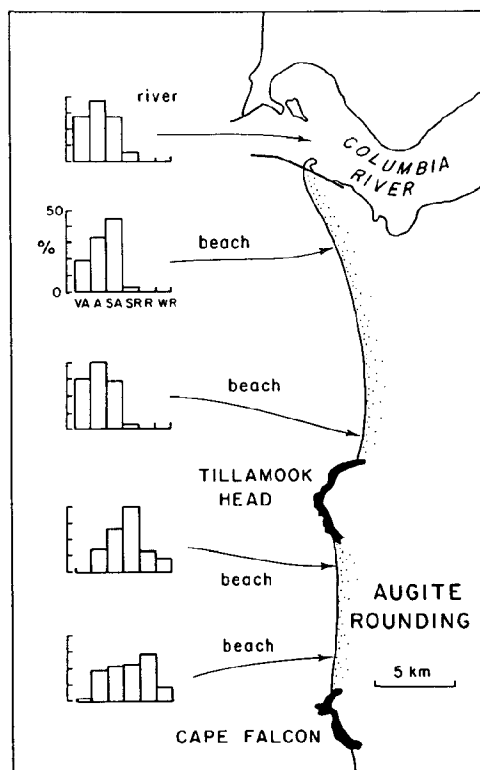 river
COLUMBIA
RIVER
50
%
0
VA A SA SR R WR
beach
beach
TILLAMOOK
HEAD
beach
AUGITE
ROUNDING
beach
5 km
CAPE FALCON